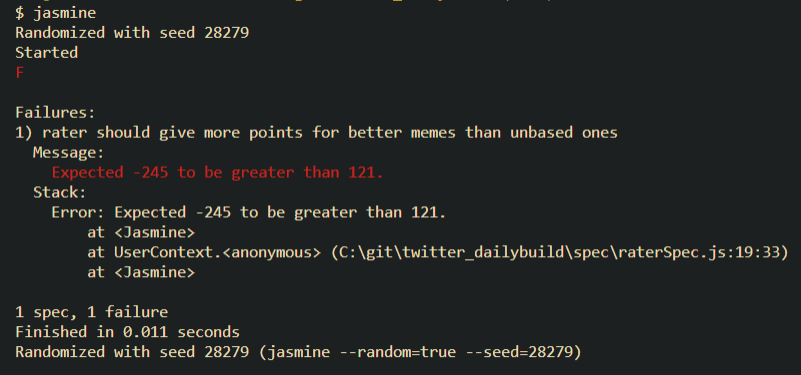 $ jasmine
Randomized with seed 28279
Started
F
Failures:
1) rater should give more points for better memes than unbased ones
Message:
Expected -245 to be greater than 121.
Stack:
Error: Expected -245 to be greater than 121.
at <Jasmine>
at UserContext.<anonymous> (C:\git\twitter_dailybuild\spec\raterSpec.js:19:33)
at <Jasmine>
1 spec, 1 failure
Finished in 0.011 seconds
Randomized with seed 28279 (jasmine --random=true --seed=28279)